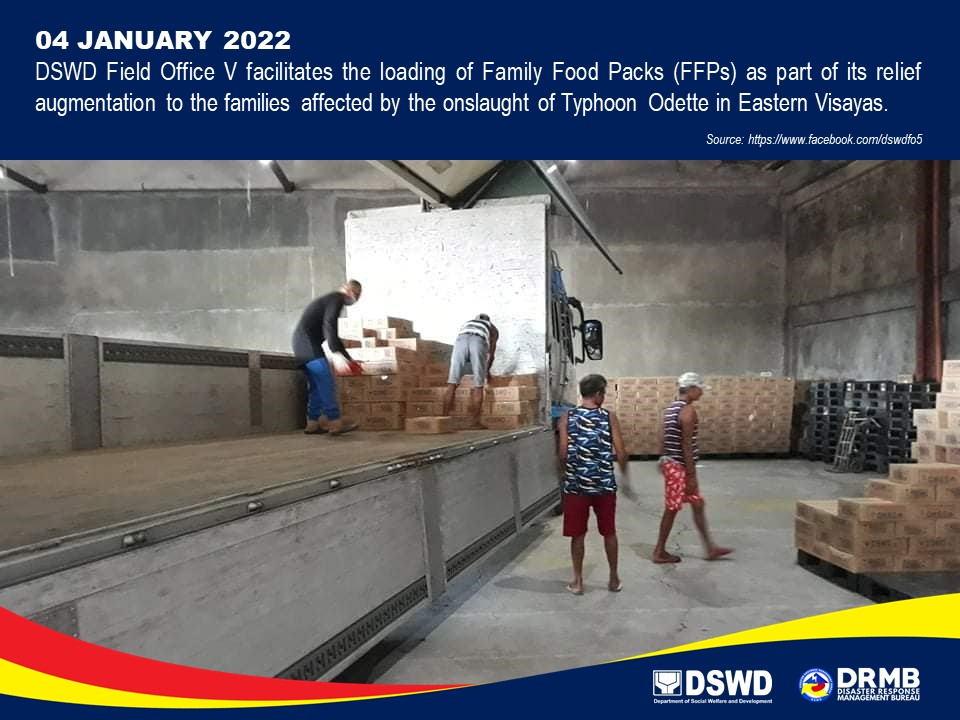 04 JANUARY 2022
DSWD Field Office V facilitates the loading of Family Food Packs (FFPs) as part of its relief
augmentation to the families affected by the onslaught of Typhoon Odette in Eastern Visayas.
Source: https://www.facebook.com/dswdfo5
DSWD
Department of Social Welfare and Development
DRMB
DISASTER RESPONSE
MANAGEMENT BUREAU